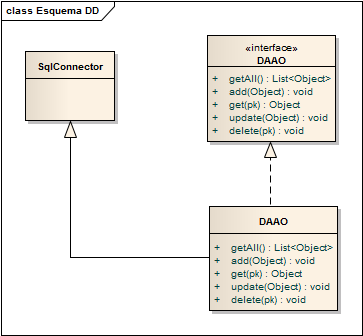 class Esquema DD
SqlConnector
«interface»
DAAO
+ getAll() : List<Object>
+ add(Object) : void
+ get(pk) : Object
+ update(Object) : void
+ delete(pk) : void
DAAO
+ getAll() : List<Object>
+ add(Object) : void
+ get(pk) : Object
+ update(Object) : void
+ delete(pk) : void